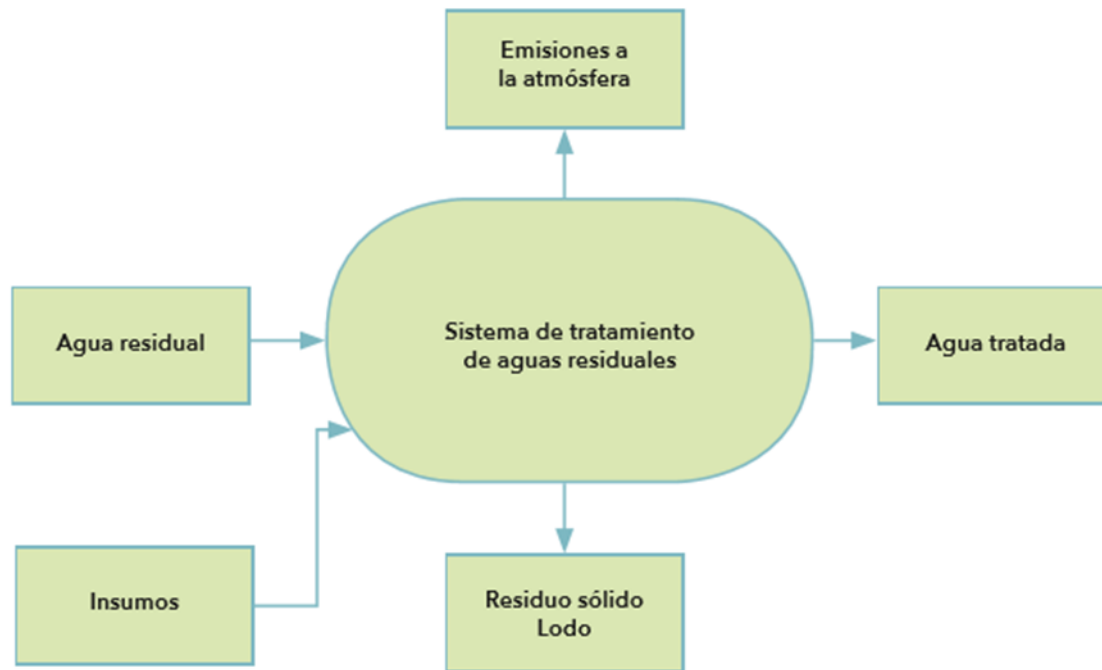 Emisiones a
la atmósfera
Agua residual
Sistema de tratamiento
de aguas residuales
Agua tratada
Insumos
Residuo sólido
Lodo